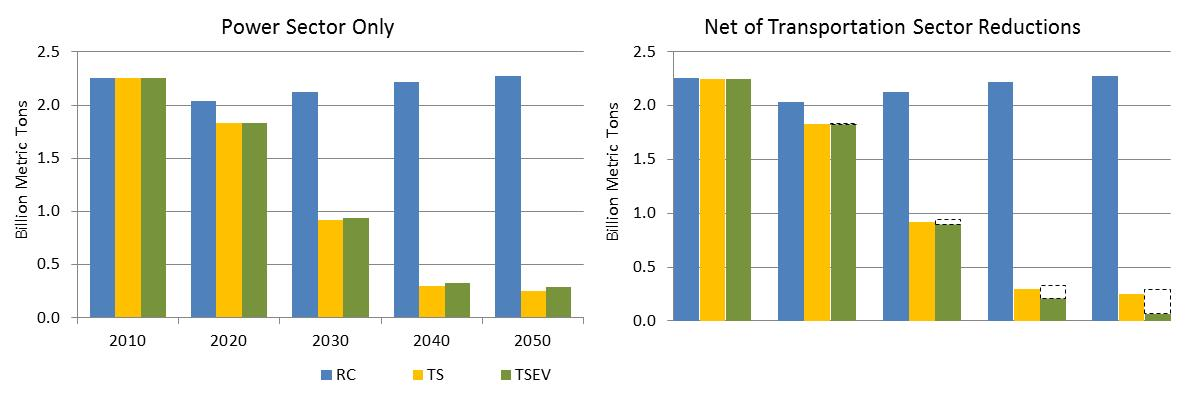 Power Sector Only
2.5
2.0
1.5
1.0
0.5
0.0
Billion Metric Tons
2010 2020 2030 2040 2050
Net of Transportation Sector Reductions
2.5
2.0
1.5
1.0
0.5
0.0
Billion Metric Tons
RC TS TSEV